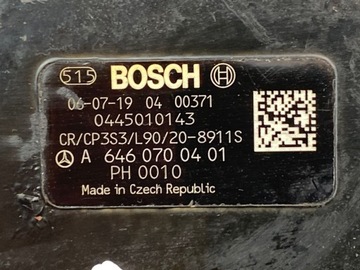 515 BOSCH
06-07-19 04 00371
0445010143
CR/CP3S3/L90/20-8911S
A 646 070 04 01
PH 0010
Made in Czech Republic